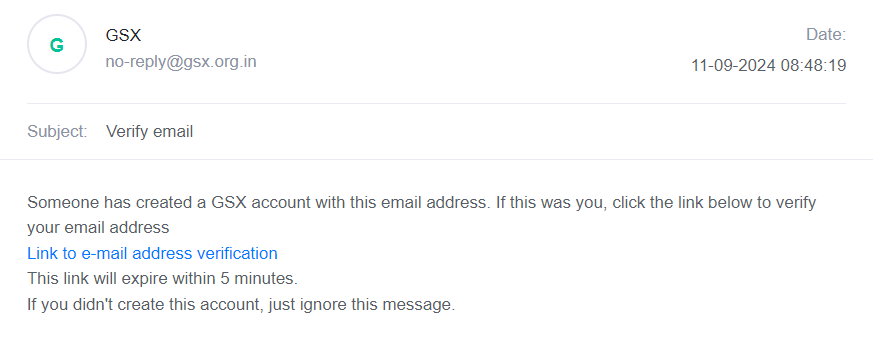 G
GSX
no-reply@gsx.org.in
Date:
11-09-2024 08:48:19
Subject: Verify email
Someone has created a GSX account with this email address. If this was you, click the link below to verify
your email address
Link to e-mail address verification
This link will expire within 5 minutes.
If you didn't create this account, just ignore this message.